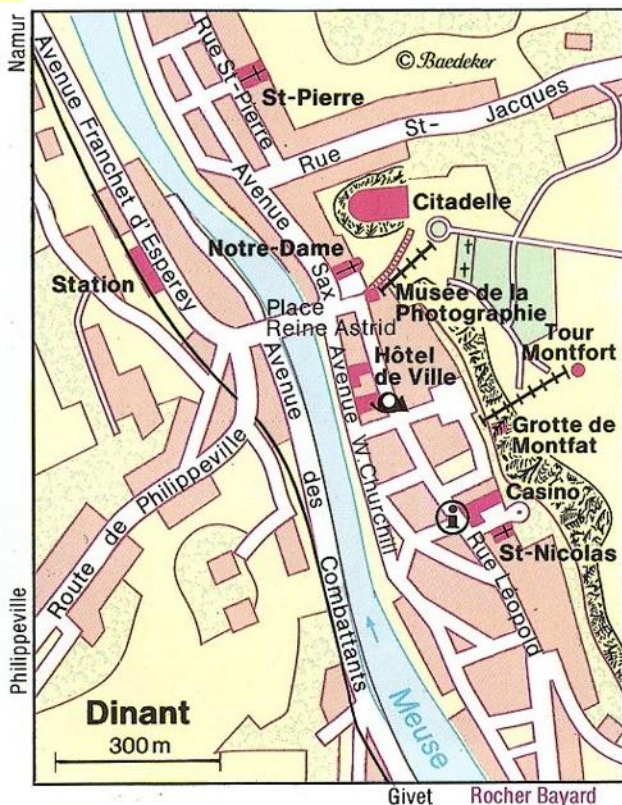 Namur
© Baedeker
Avenue Franchet d'Esperey
Rue St-Pierre
St-Pierre
Rue St-Jacques
Avenue Sax
Citadelle
Notre-Dame
Station
Musée de la
Photographie
Place
Reine Astrid
Tour
Montfort
Hôtel
de Ville
Avenue W. Churchill
Avenue des Combattants
Grotte de
Montfat
Route de Philippeville
Casino
i
St-Nicolas
Rue Léopold
Philippeville
Dinant
300 m
Meuse
Givet
Rocher Bayard